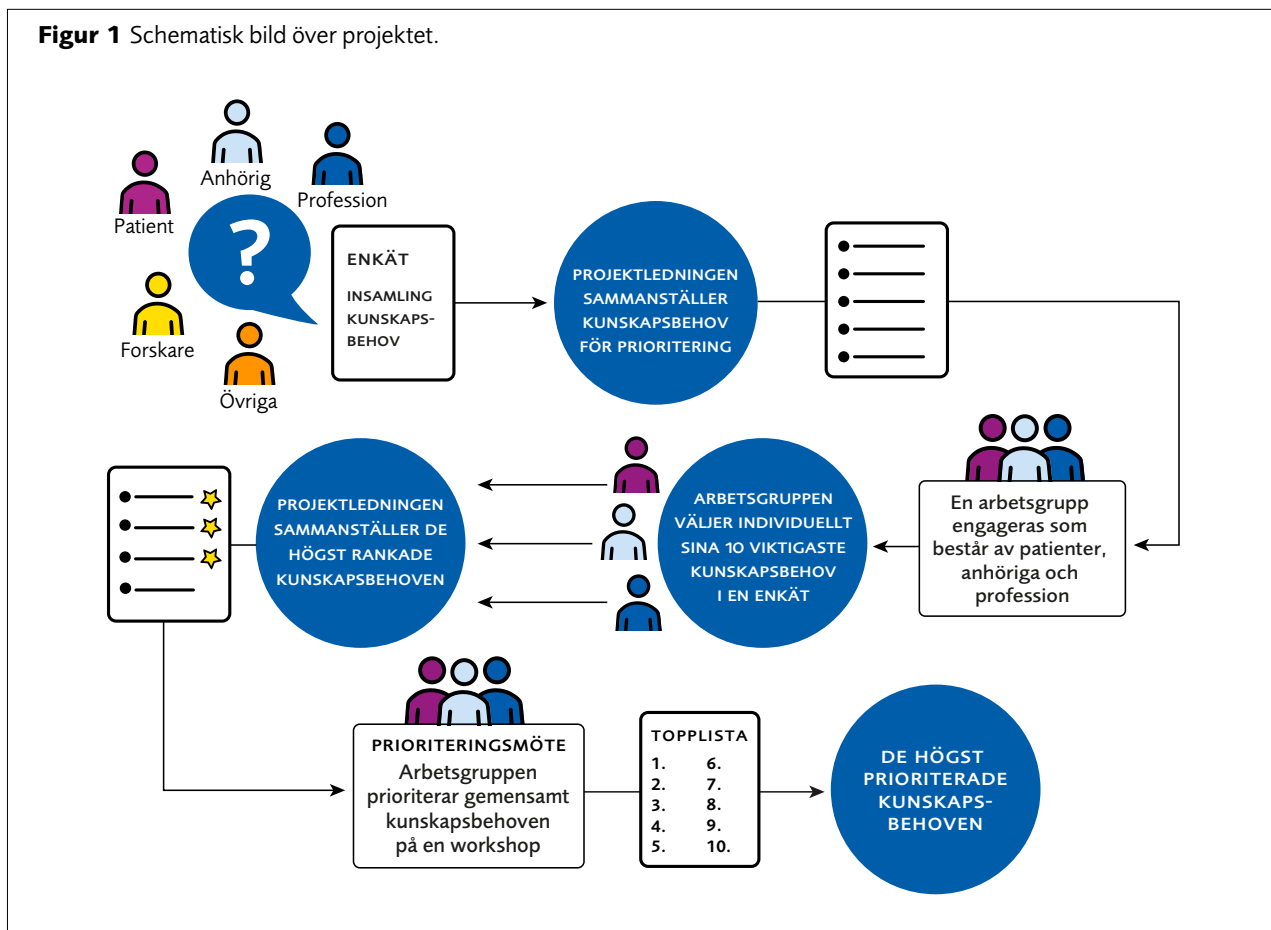 Figur 1 Schematisk bild över projektet.
Anhörig
Profession
Patient
?
Forskare
Övriga
ENKÄT
INSAMLING
KUNSKAPS-
BEHOV
PROJEKTLEDNINGEN
SAMMANSTÄLLER
KUNSKAPSBEHOV
FÖR PRIORITERING
En arbetsgrupp
engageras som
består av patienter,
anhöriga och
profession
ARBETSGRUPPEN
VÄLJER INDIVIDUELLT
SINA 10 VIKTIGASTE
KUNSKAPSBEHOV
I EN ENKÄT
PROJEKTLEDNINGEN
SAMMANSTÄLLER DE
HÖGST RANKADE
KUNSKAPSBEHOVEN
PRIORITERINGSMÖTE
Arbetsgruppen
prioriterar gemensamt
kunskapsbehoven
på en workshop
TOPPLISTA
1.
2.
3.
4.
5.
6.
7.
8.
9.
10.
DE HÖGST
PRIORITERADE
KUNSKAPS-
BEHOVEN